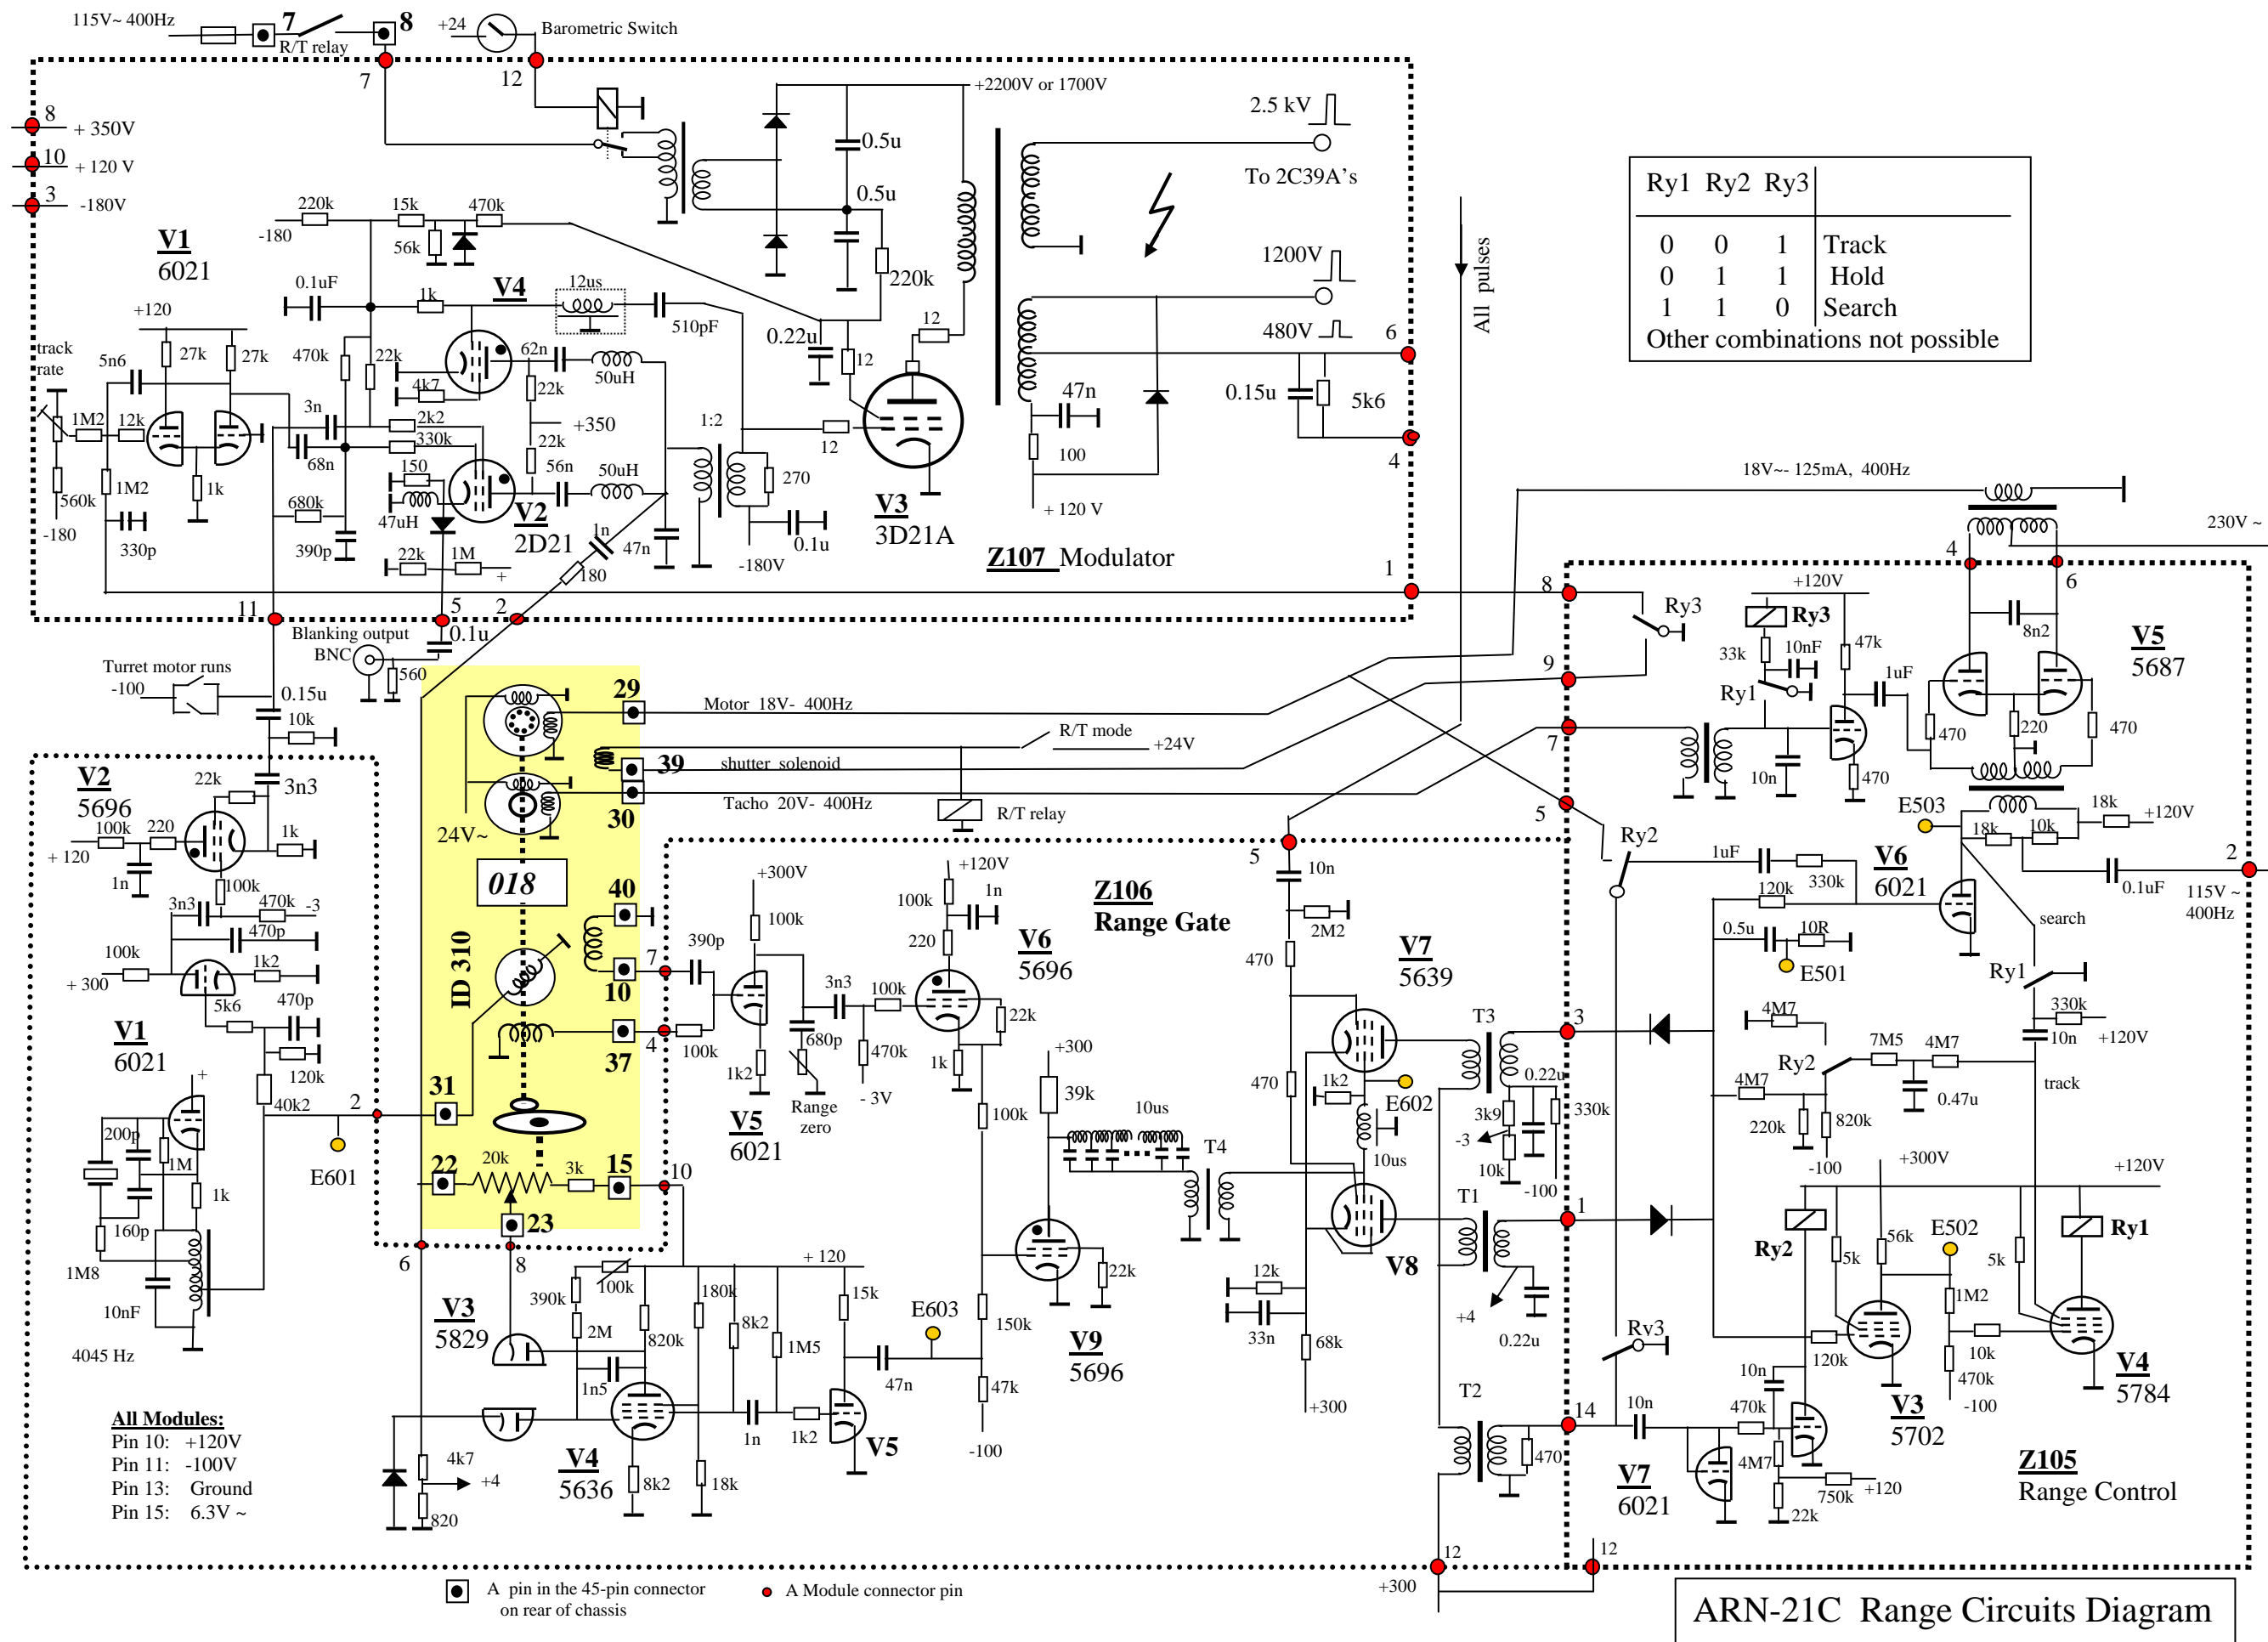 115V~ 400Hz
7
R/T relay
8
+24
Barometric Switch
7
12
8
+ 350V
10
+ 120 V
3
-180V
+2200V or 1700V
0.5u
0.5u
2.5 kV
To 2C39A's
1200V
480V
6
All pulses
Ry1 Ry2 Ry3
0 0 1 Track
0 1 1 Hold
1 1 0 Search
Other combinations not possible
220k
-180
15k
470k
56k
V1
6021
0.1uF
1k
V4
12us
510pF
220k
0.22u
12
12
+120
27k
27k
5n6
track
rate
470k
22k
62n
50uH
22k
4k7
3n
2k2
+350
1M2
12k
330k
22k
1:2
12
68n
150
56n
50uH
270
560k
1M2
1k
680k
47uH
V2
2D21
1n
47n
V3
3D21A
-180
330p
390p
22k
1M
+
180
-180V
0.1u
47n
100
+ 120 V
0.15u
5k6
4
Z107 Modulator
1
18V~- 125mA, 400Hz
230V ~
4
6
11
5
2
8
Ry3
9
7
5
+120V
Ry3
33k
10nF
47k
Ry1
1uF
10n
470
8n2
V5
5687
470
220
470
Blanking output
BNC
0.1u
560
Turret motor runs
-100
0.15u
10k
29
Motor 18V- 400Hz
R/T mode
+24V
39
shutter solenoid
Tacho 20V- 400Hz
30
24V~
R/T relay
018
40
ID 310
10
7
37
4
31
2
22
20k
3k
15
10
23
6
8
V2
5696
22k
3n3
100k
220
1k
+ 120
1n
100k
3n3
470k
-3
470p
100k
1k2
+ 300
5k6
470p
V1
6021
120k
+
40k2
200p
1M
E601
160p
1k
1M8
10nF
4045 Hz
All Modules:
Pin 10: +120V
Pin 11: -100V
Pin 13: Ground
Pin 15: 6.3V ~
Z106
Range Gate
+300V
100k
390p
100k
1k2
V5
6021
3n3
680p
Range
zero
100k
470k
- 3V
+120V
100k
1n
220
V6
5696
22k
1k
100k
+300
39k
10us
T4
5
10n
2M2
470
470
V7
5639
1k2
E602
10us
V8
T3
0.22u
3k9
-3
330k
10k
-100
T1
+4
0.22u
3
1
12k
33n
68k
+300
T2
470
14
V3
5829
390k
100k
2M
1n5
820k
180k
8k2
1M5
+ 120
15k
E603
150k
47n
47k
-100
V9
5696
22k
4k7
+4
820
V4
5636
8k2
18k
1n
1k2
V5
E503
18k
18k
10k
+120V
Ry2
1uF
330k
V6
6021
0.1uF
2
115V ~
400Hz
120k
0.5u
10R
E501
search
Ry1
330k
10n
+120V
4M7
7M5
4M7
Ry2
4M7
0.47u
track
220k
820k
-100
+300V
+120V
Ry2
5k
56k
E502
5k
Ry1
1M2
10k
470k
-100
120k
V3
5702
V4
5784
Rv3
10n
10n
470k
4M7
750k
+120
22k
V7
6021
Z105
Range Control
12
12
+300
A pin in the 45-pin connector
on rear of chassis
A Module connector pin
ARN-21C Range Circuits Diagram